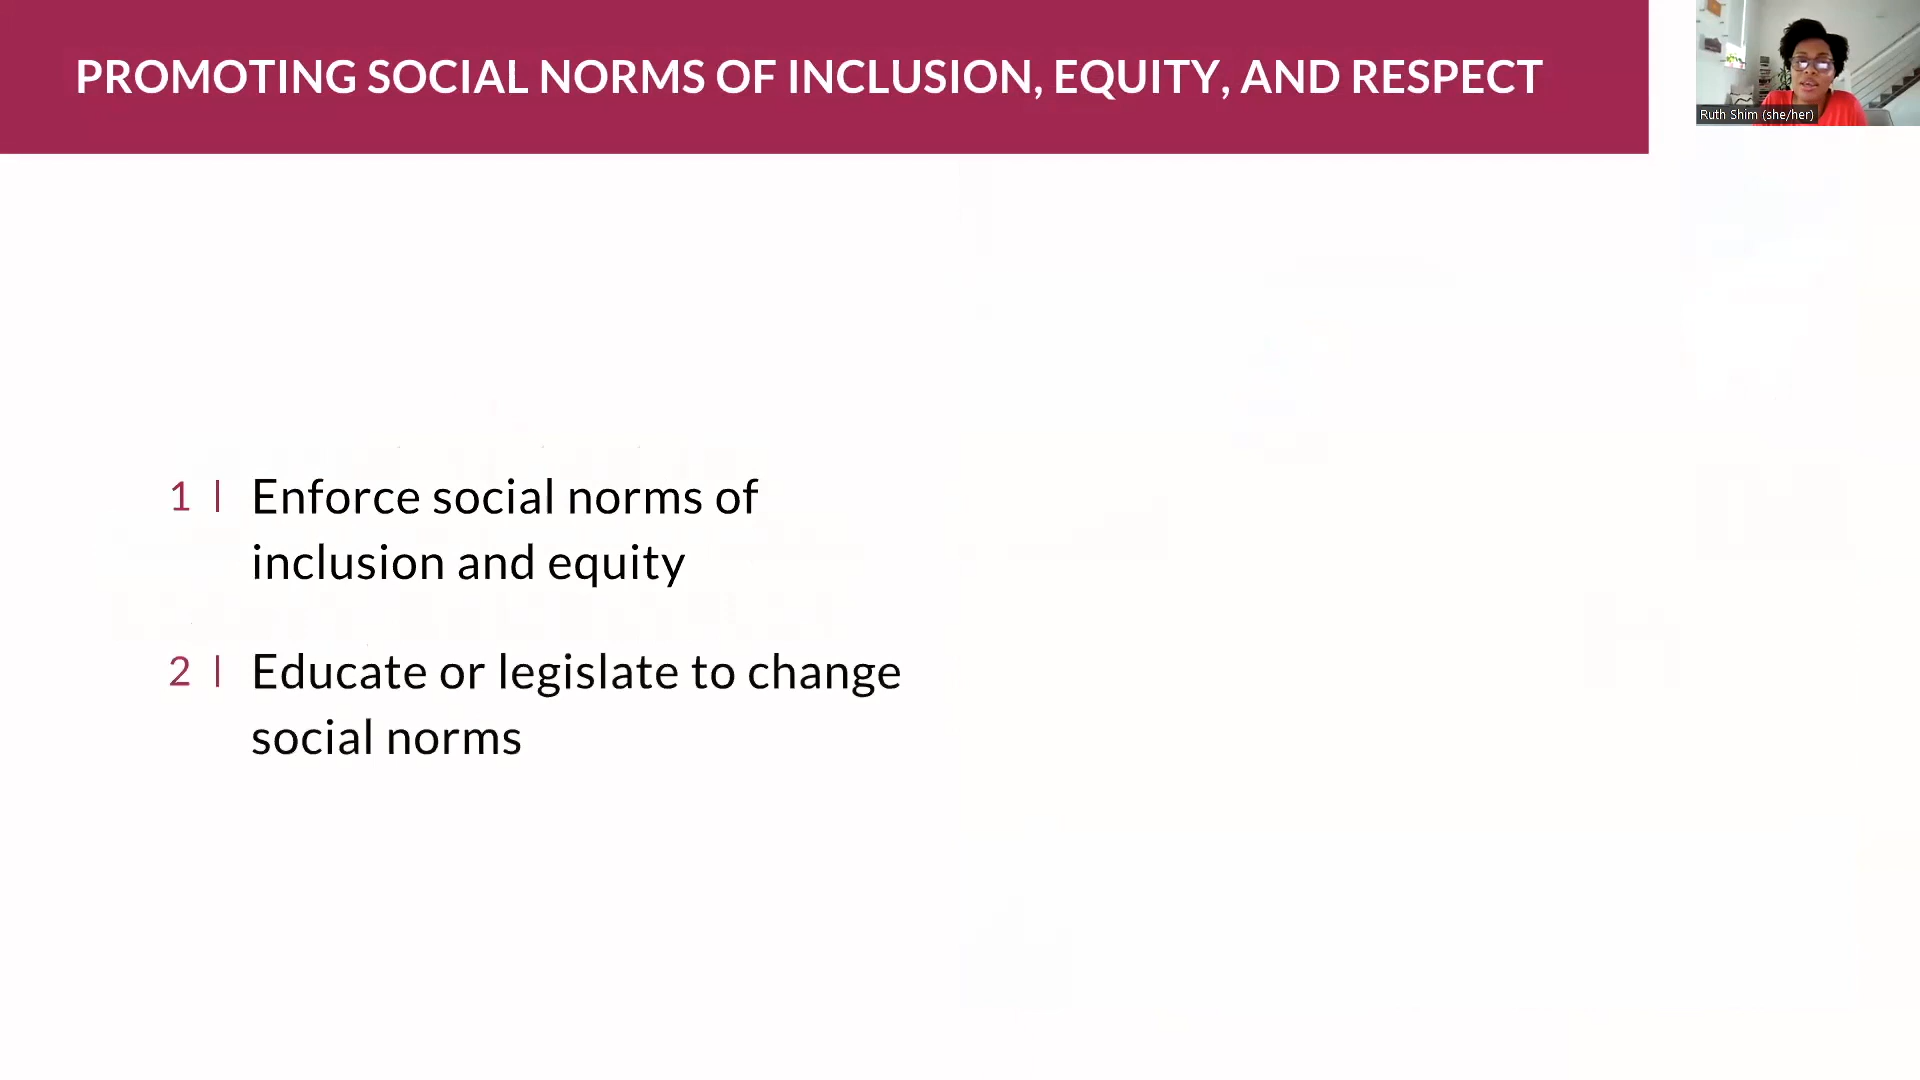 PROMOTING SOCIAL NORMS OF INCLUSION, EQUITY, AND RESPECT
Ruth Shim (she/her)
1 | Enforce social norms of
inclusion and equity
2 | Educate or legislate to change
social norms